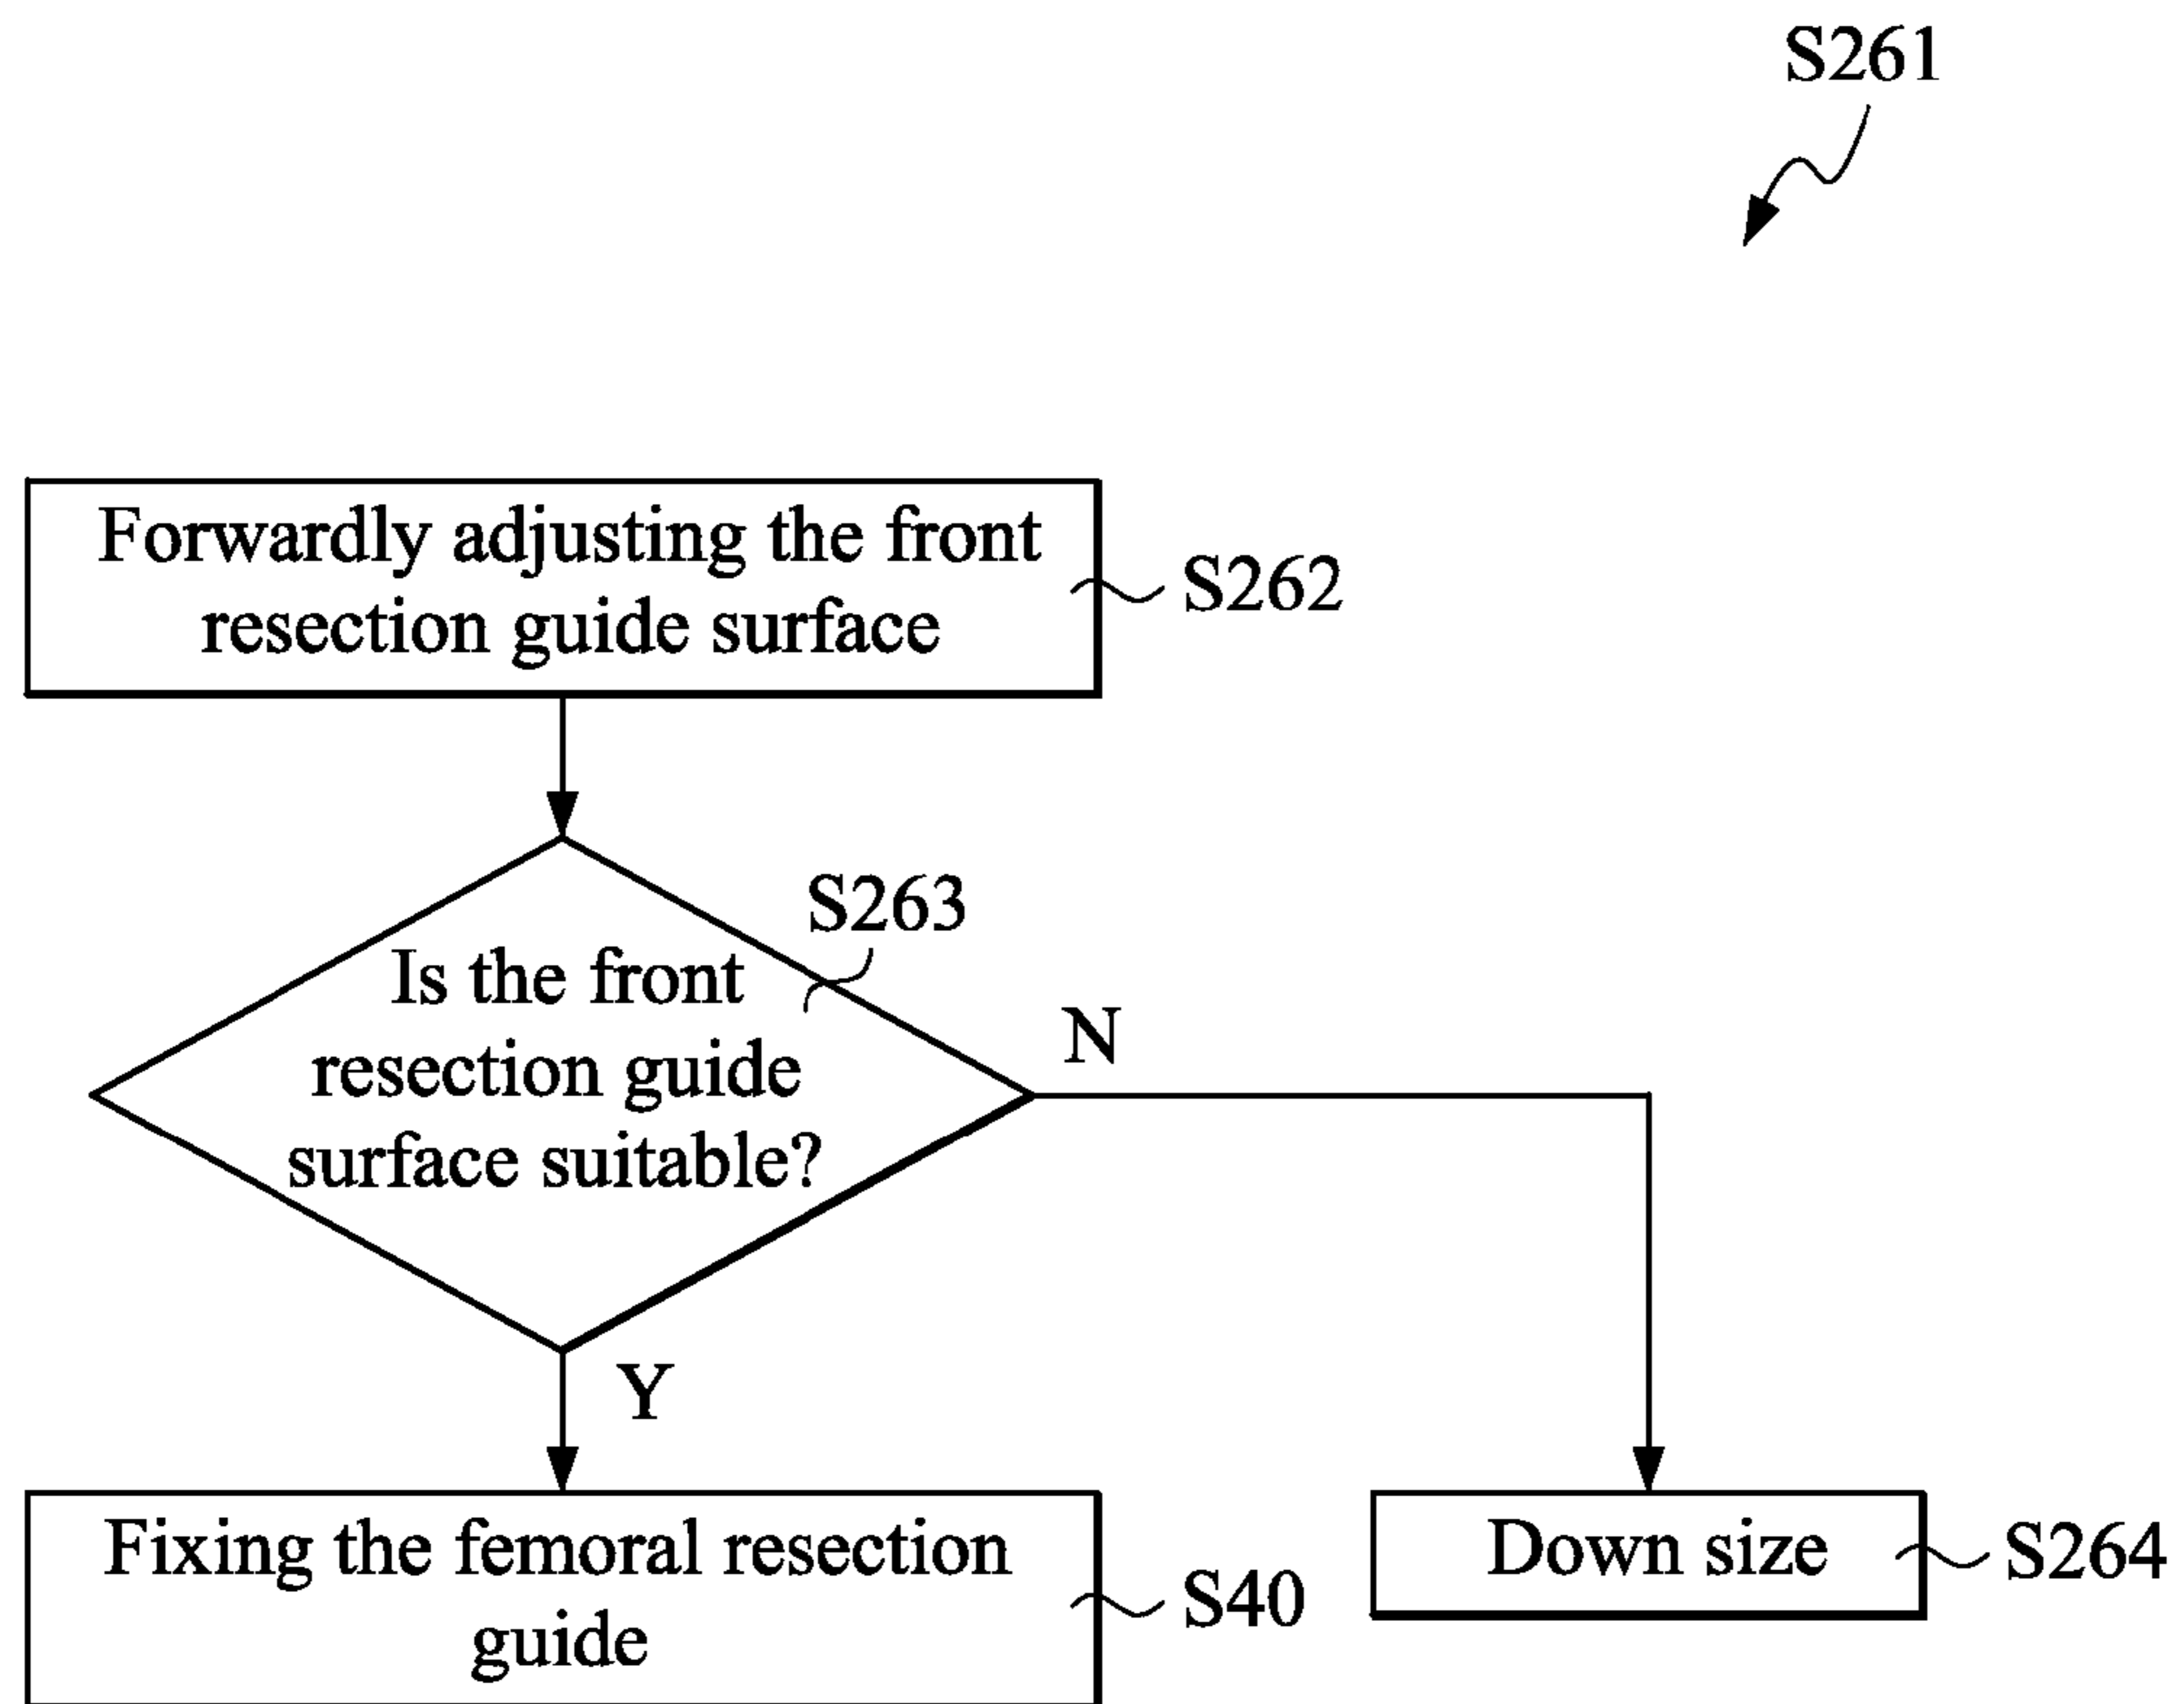 S261
Forwardly adjusting the front
resection guide surface
S262
S263
Is the front
resection guide
surface suitable?
N
Y
Fixing the femoral resection
guide
S40
Down size
S264